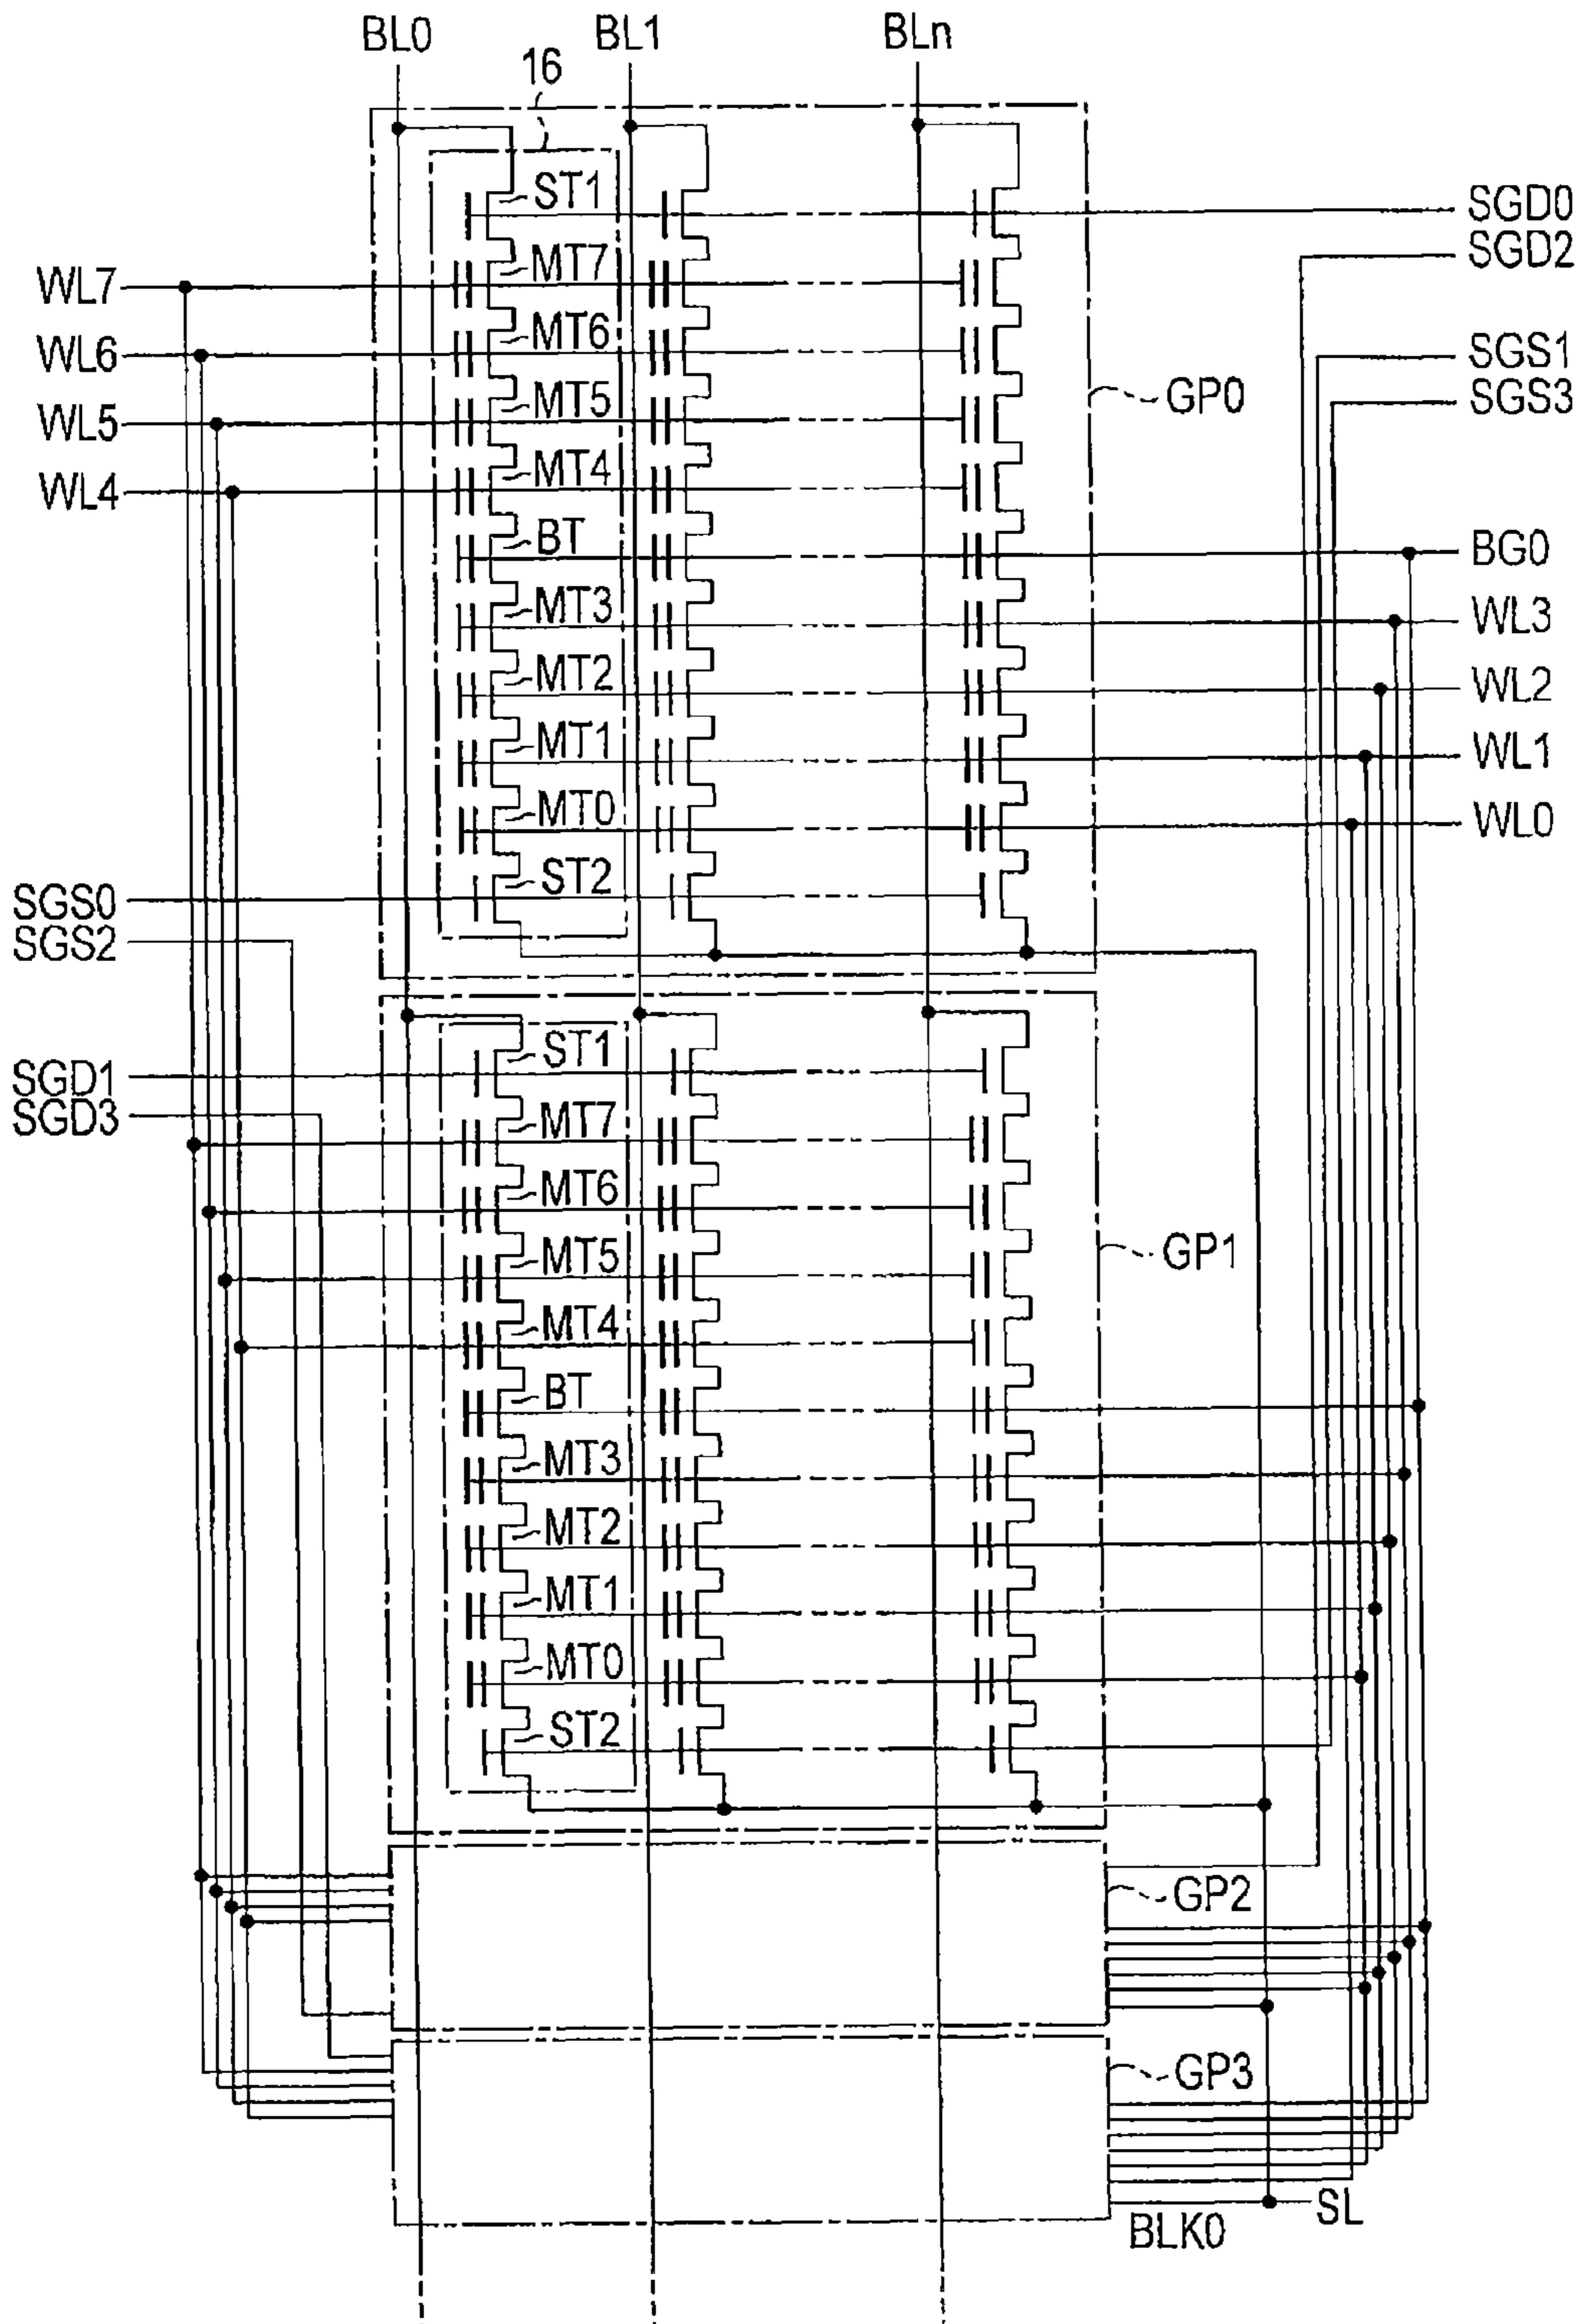 BL0 BL1 BLn
16
ST1 SGD0
SGD2
MT7
WL7
MT6
WL6 SGS1
MT5 GP0 SGS3
WL5
MT4
WL4
BT BG0
MT3 WL3
MT2 WL2
MT1 WL1
MT0 WL0
ST2
SGS0
SGS2
ST1
SGD1
SGD3 MT7
MT6
MT5 GP1
MT4
BT
MT3
MT2
MT1
MT0
ST2
GP2
GP3
SL
BLK0